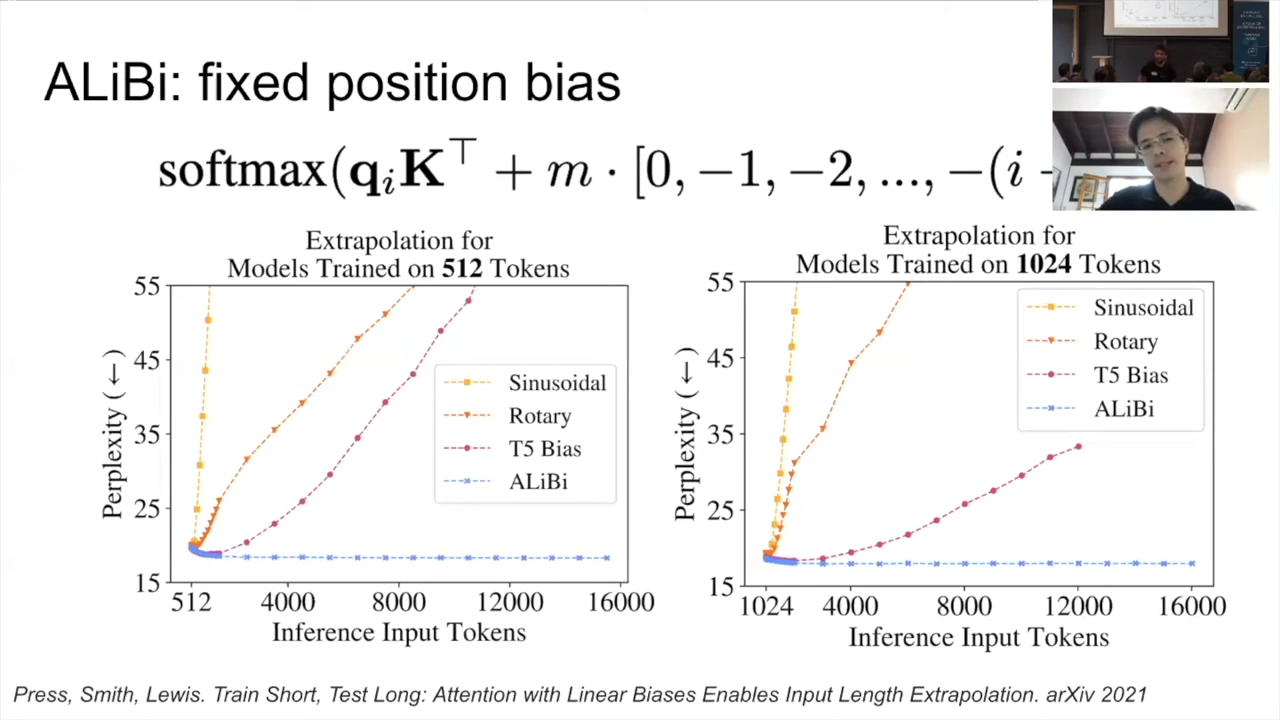 ALiBi: fixed position bias
softmax(q_i K^⊤ + m · [0, −1, −2, ..., −(i −
Extrapolation for
Models Trained on 512 Tokens
55
45
35
25
15
Perplexity (←)
Sinusoidal
Rotary
T5 Bias
ALiBi
512 4000 8000 12000 16000
Inference Input Tokens
Extrapolation for
Models Trained on 1024 Tokens
55
45
35
25
15
Perplexity (←)
Sinusoidal
Rotary
T5 Bias
ALiBi
1024 4000 8000 12000 16000
Inference Input Tokens
Press, Smith, Lewis. Train Short, Test Long: Attention with Linear Biases Enables Input Length Extrapolation. arXiv 2021